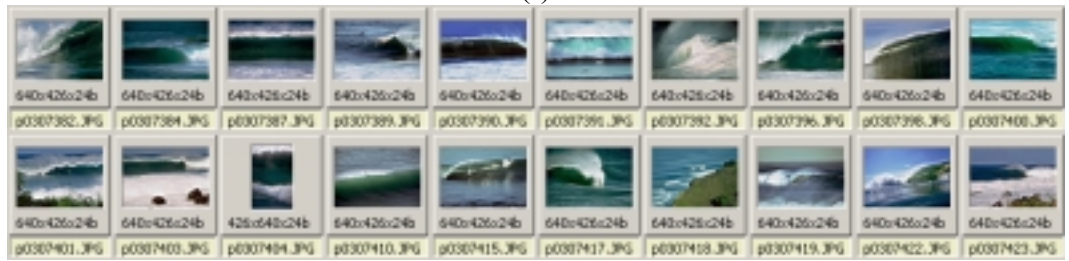 640x426x24b 640x426x24b 640x426x24b 640x426x24b 640x426x24b 640x426x24b 640x426x24b 640x426x24b 640x426x24b 640x426x24b
p0307382.JPG p0307384.JPG p0307387.JPG p0307389.JPG p0307390.JPG p0307391.JPG p0307392.JPG p0307396.JPG p0307398.JPG p0307400.JPG
640x426x24b 640x426x24b 426x640x24b 640x426x24b 640x426x24b 640x426x24b 640x426x24b 640x426x24b 640x426x24b 640x426x24b
p0307401.JPG p0307403.JPG p0307404.JPG p0307410.JPG p0307415.JPG p0307417.JPG p0307418.JPG p0307419.JPG p0307422.JPG p0307423.JPG